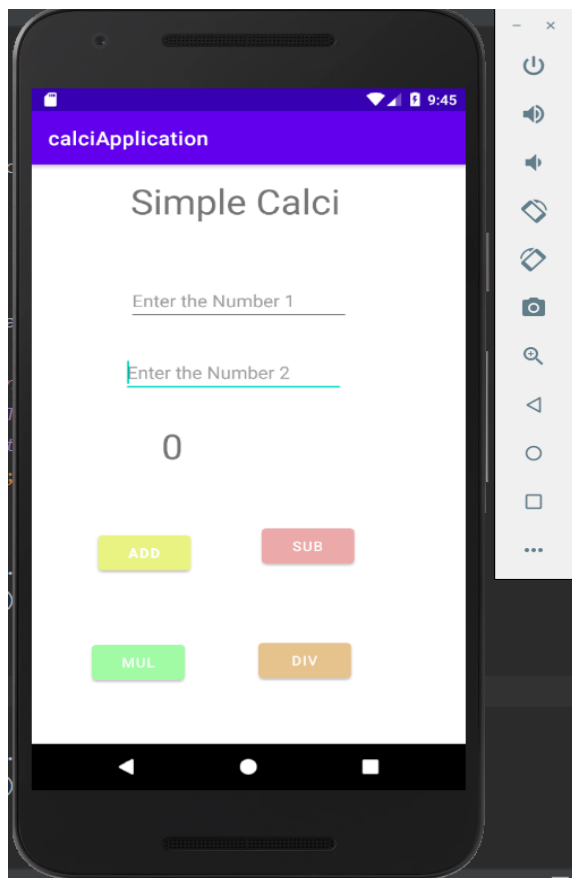 9:45
calciApplication
Simple Calci
Enter the Number 1
Enter the Number 2
0
ADD
SUB
MUL
DIV